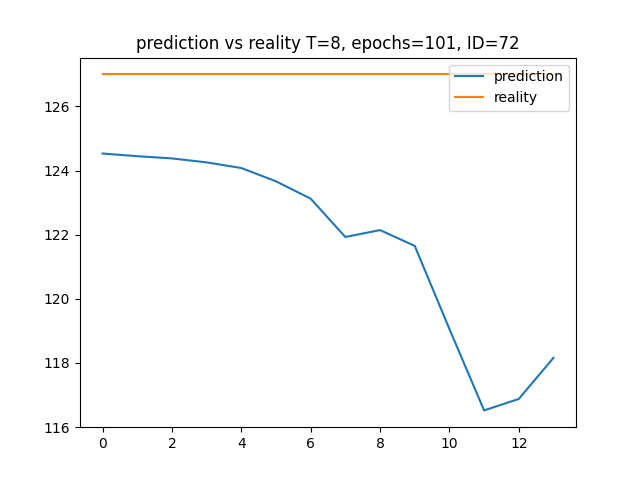 prediction vs reality T=8, epochs=101, ID=72
prediction
reality
126
124
122
120
118
116
0 2 4 6 8 10 12